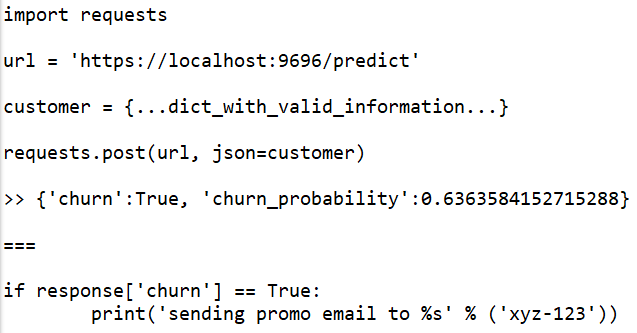 import requests
url = 'https://localhost:9696/predict'
customer = {...dict_with_valid_information...}
requests.post(url, json=customer)
>> {'churn':True, 'churn_probability':0.6363584152715288}
===
if response['churn'] == True:
        print('sending promo email to %s' % ('xyz-123'))